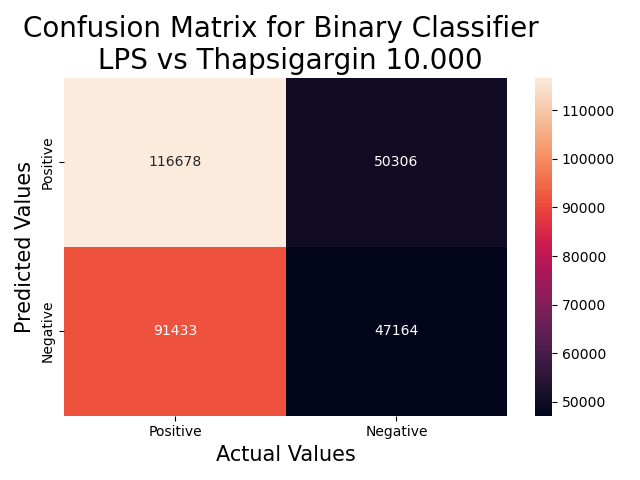 Confusion Matrix for Binary Classifier
LPS vs Thapsigargin 10.000
Predicted Values
Positive
Negative
116678
50306
91433
47164
Positive
Negative
Actual Values
110000
100000
90000
80000
70000
60000
50000